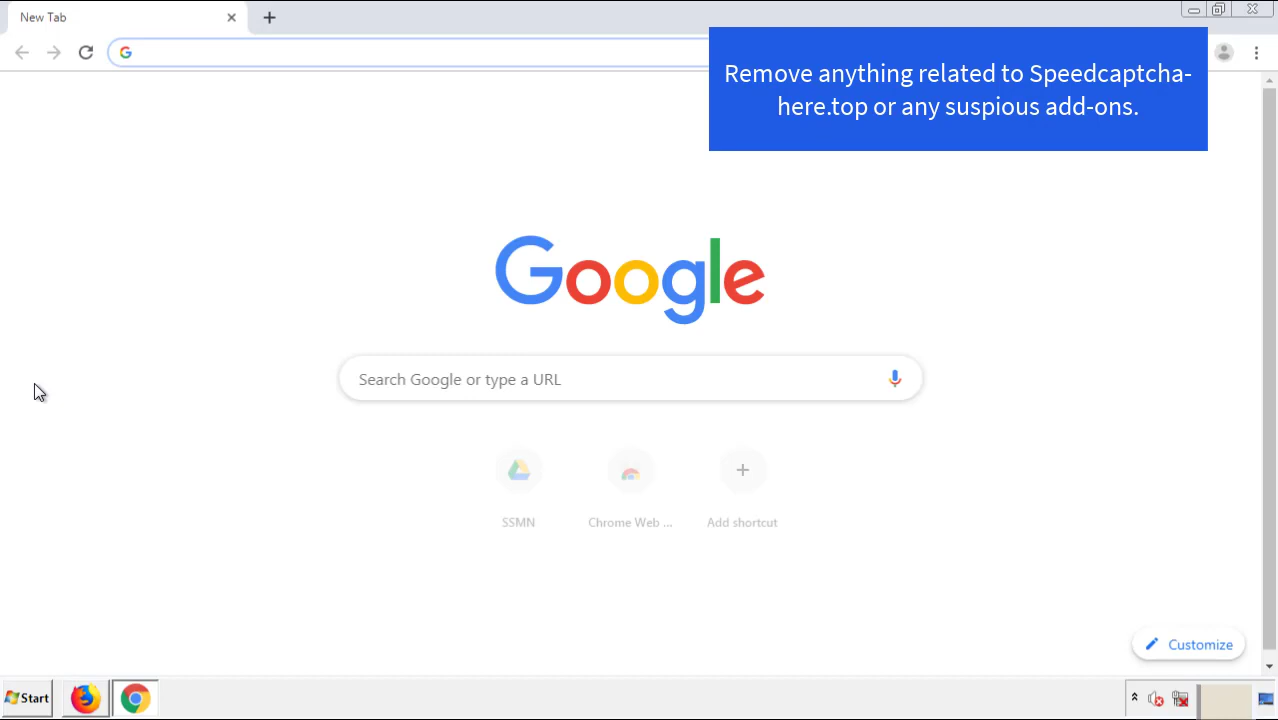 New Tab
Remove anything related to Speedcaptcha-
here.top or any suspious add-ons.
Google
Search Google or type a URL
SSMN
Chrome Web ...
Add shortcut
Customize
Start